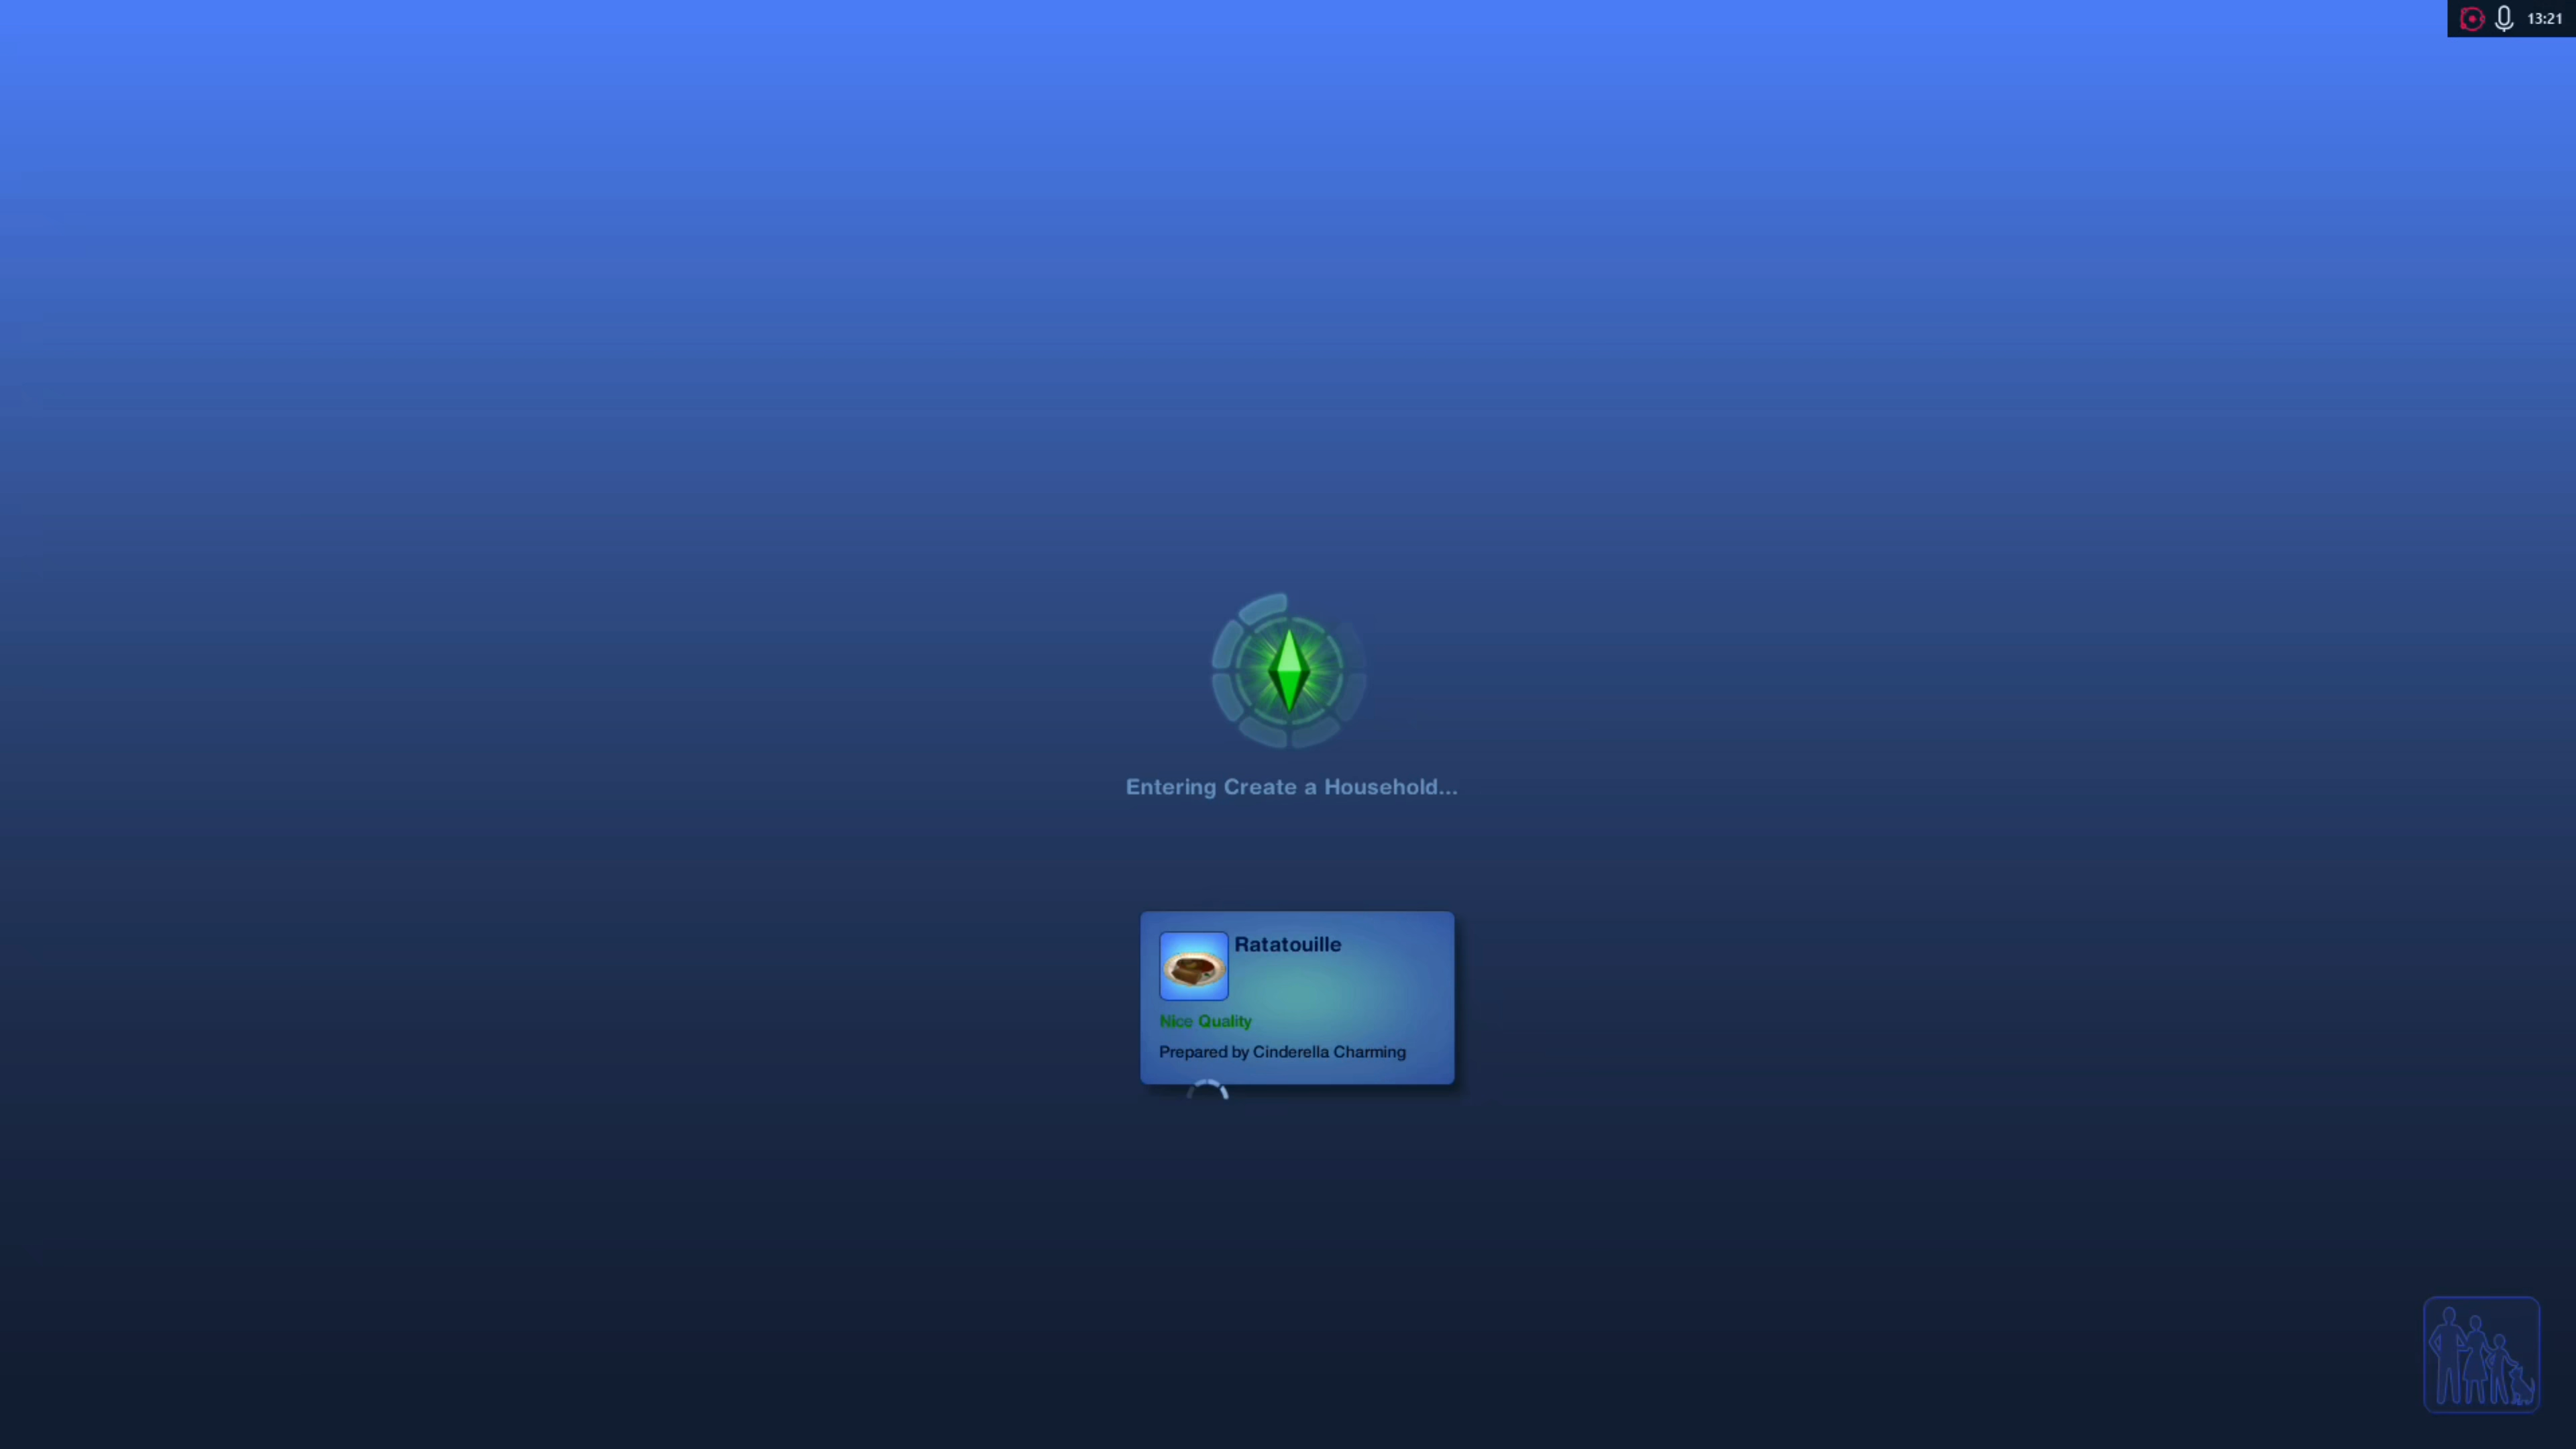 13:21
Entering Create a Household...
Ratatouille
Nice Quality
Prepared by Cinderella Charming